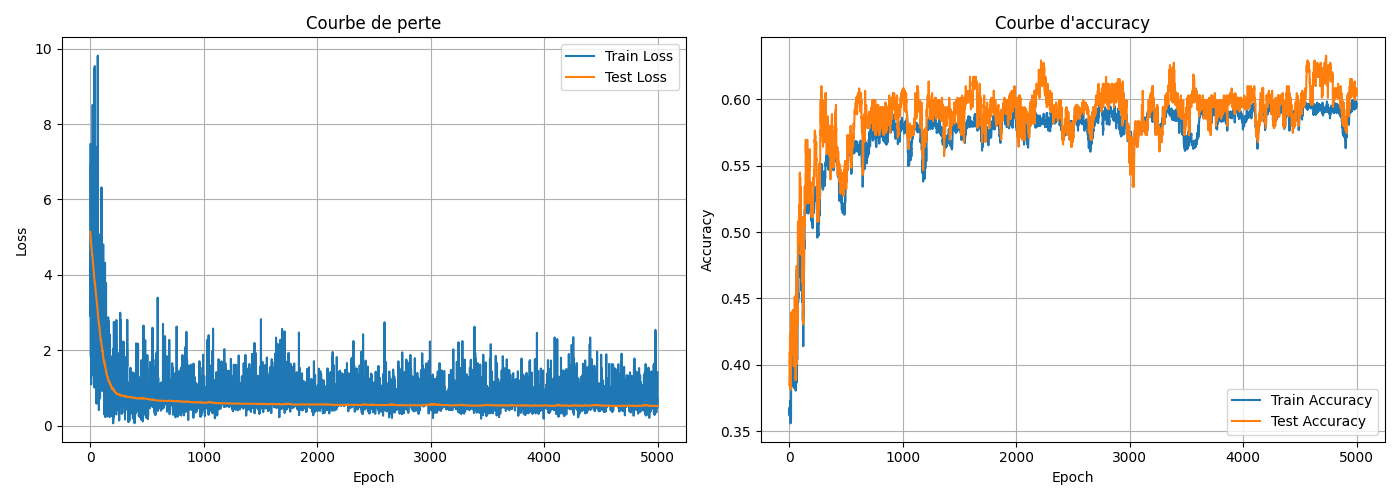 Courbe de perte
10
8
6
4
2
0
Loss
Train Loss
Test Loss
0 1000 2000 3000 4000 5000
Epoch
Courbe d'accuracy
0.60
0.55
0.50
0.45
0.40
0.35
Accuracy
Train Accuracy
Test Accuracy
0 1000 2000 3000 4000 5000
Epoch